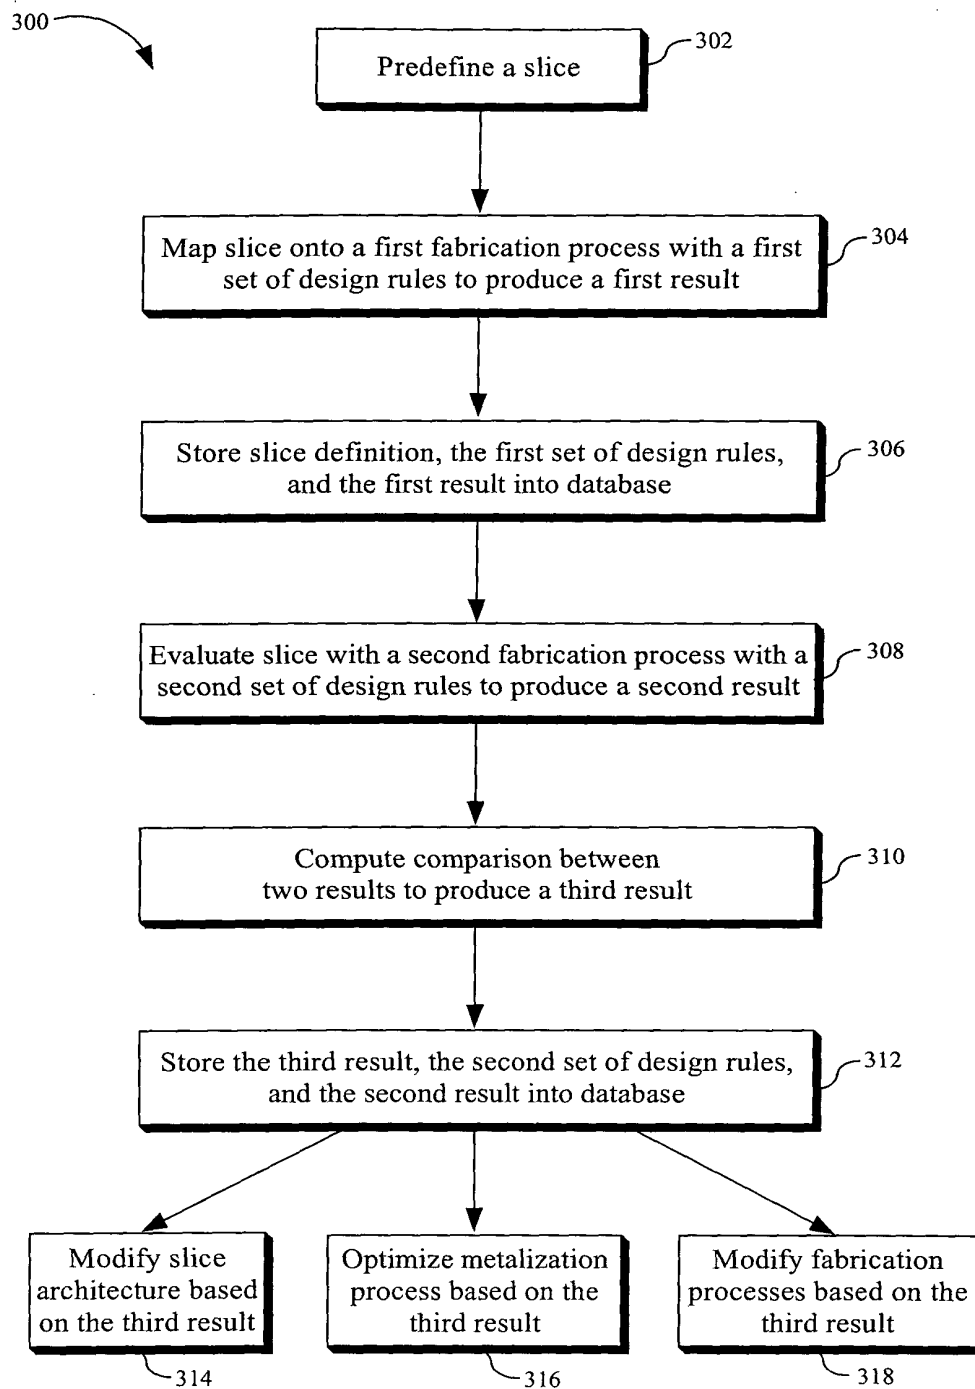 300
Predefine a slice
302
Map slice onto a first fabrication process with a first
set of design rules to produce a first result
304
Store slice definition, the first set of design rules,
and the first result into database
306
Evaluate slice with a second fabrication process with a
second set of design rules to produce a second result
308
Compute comparison between
two results to produce a third result
310
Store the third result, the second set of design rules,
and the second result into database
312
Modify slice
architecture based
on the third result
314
Optimize metalization
process based on the
third result
316
Modify fabrication
processes based on the
third result
318